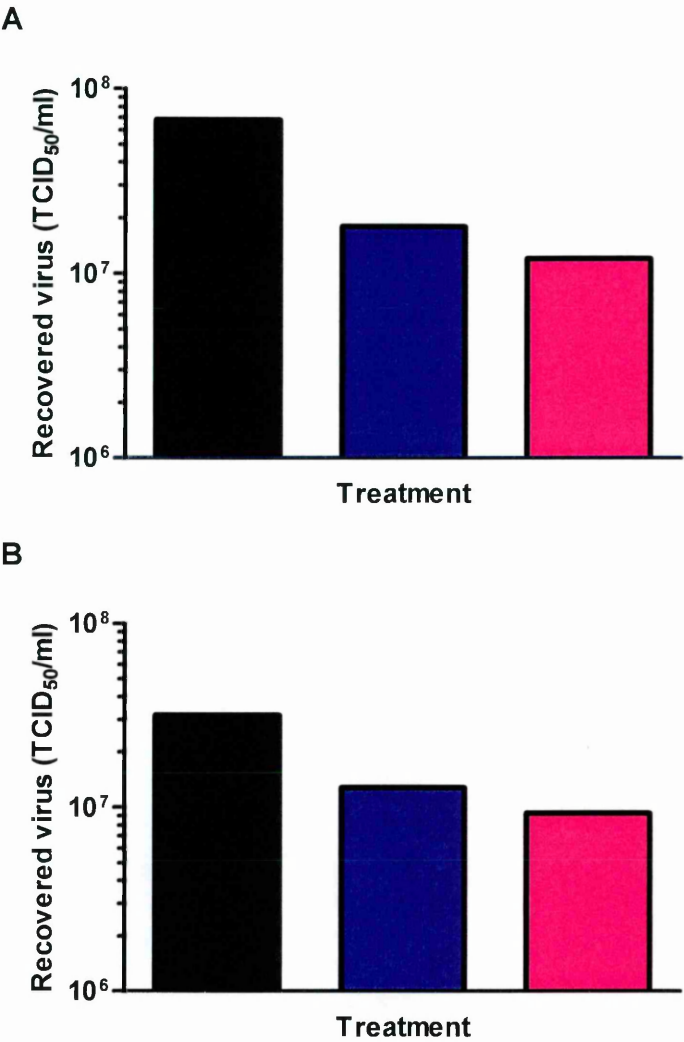 A
10⁸
10⁷
10⁶
Recovered virus (TCID₅₀/ml)
Treatment
B
10⁸
10⁷
10⁶
Recovered virus (TCID₅₀/ml)
Treatment